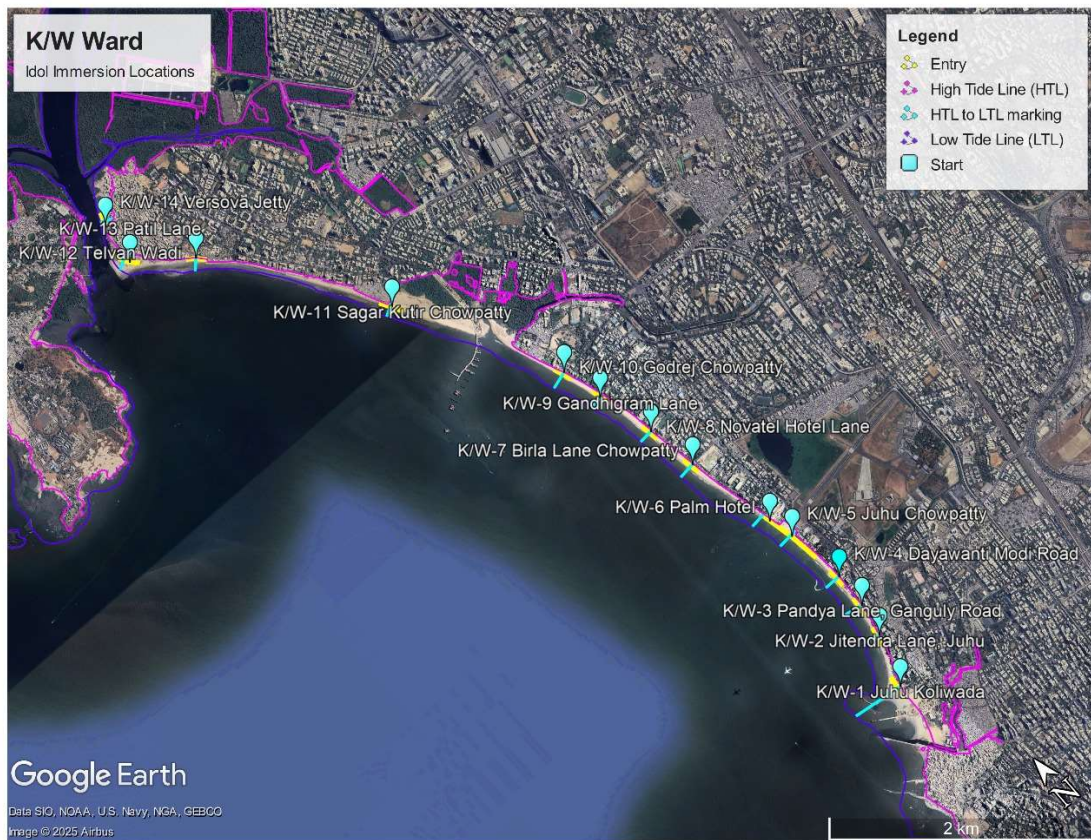 K/W Ward
Idol Immersion Locations
Legend
Entry
High Tide Line (HTL)
HTL to LTL marking
Low Tide Line (LTL)
Start
K/W-14 Versova Jetty
K/W-13 Patil Lane
K/W-12 Telvan Wadi
K/W-11 Sagar Kutir Chowpatty
K/W-10 Godrej Chowpatty
K/W-9 Gandhigram Lane
K/W-8 Novatel Hotel Lane
K/W-7 Birla Lane Chowpatty
K/W-6 Palm Hotel
K/W-5 Juhu Chowpatty
K/W-4 Dayawanti Modi Road
K/W-3 Pandya Lane, Ganguly Road
K/W-2 Jitendra Lane, Juhu
K/W-1 Juhu Koliwada
Google Earth
Data SIO, NOAA, U.S. Navy, NGA, GEBCO
Image © 2025 Airbus
2 km
N